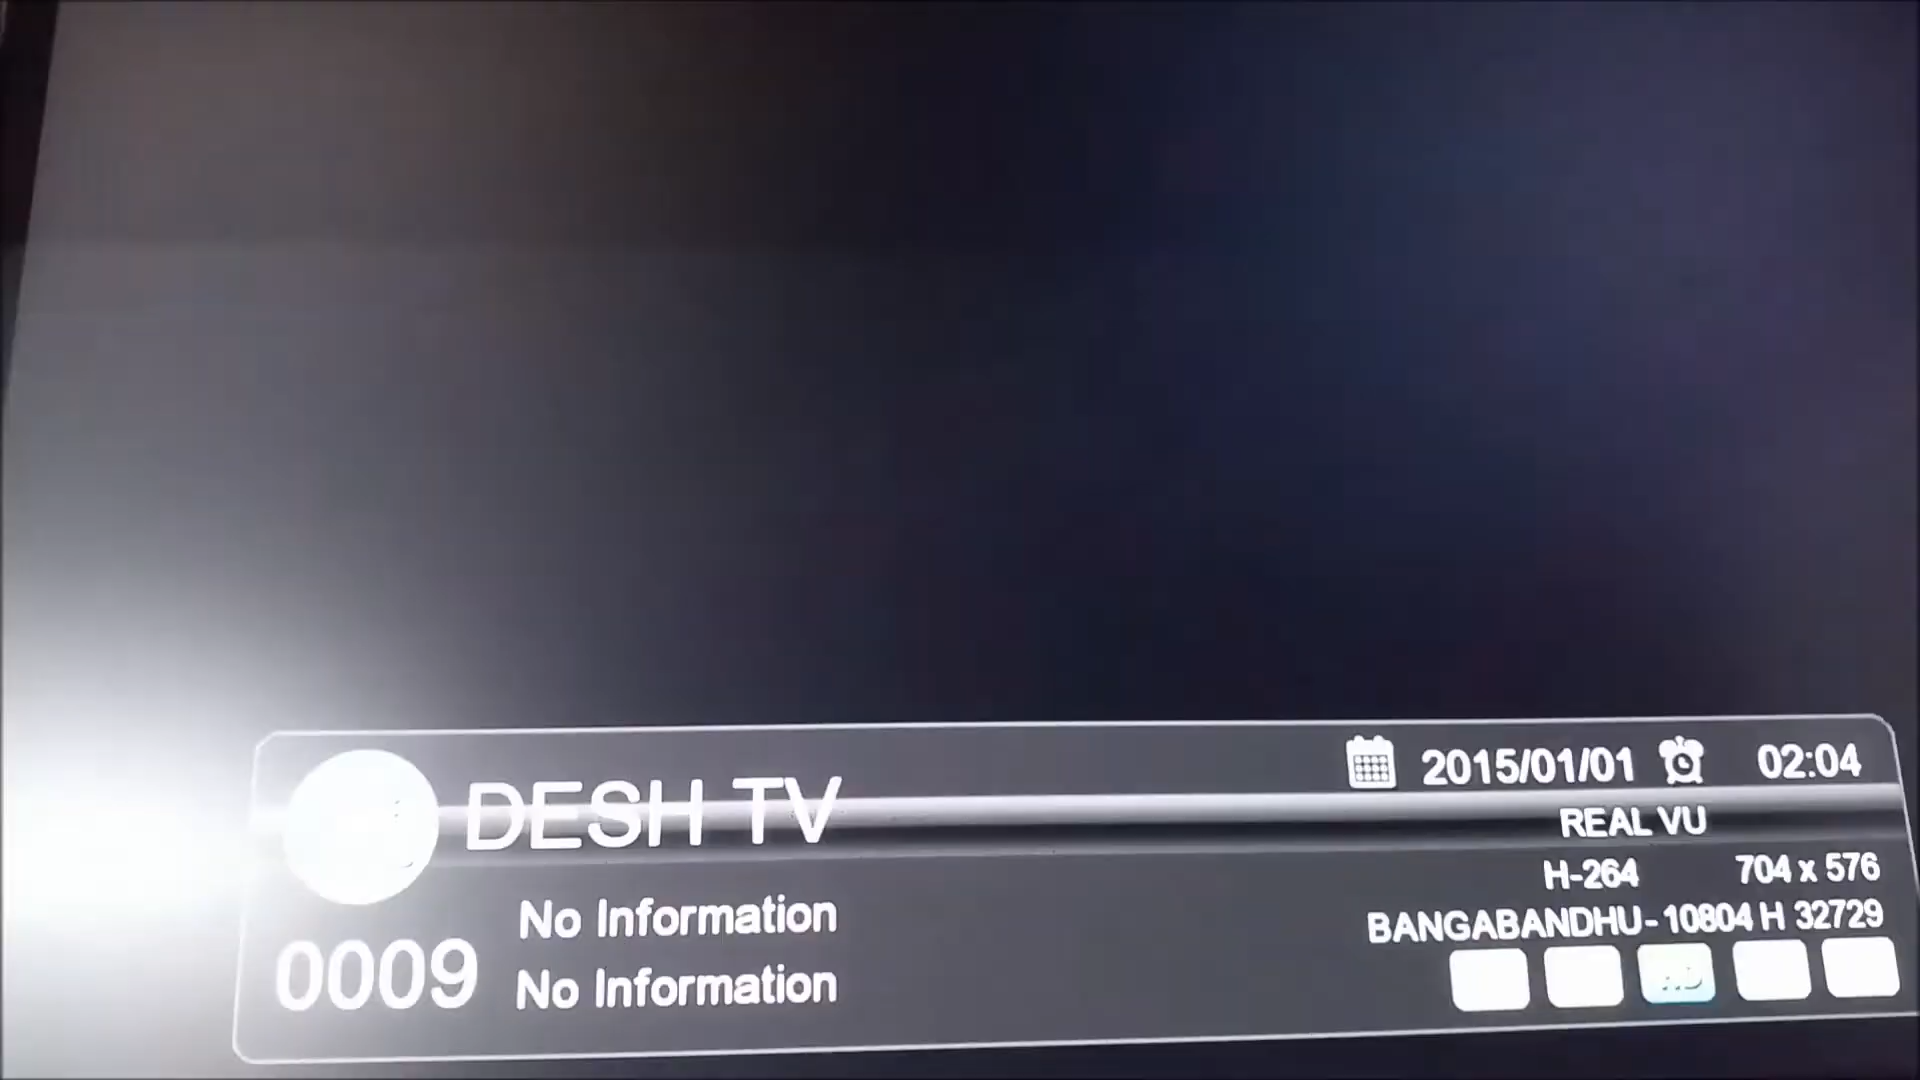 2015/01/01 02:04
DESH TV
REAL VU
H-264 704 x 576
No Information
BANGABANDHU-10804 H 32729
0009
No Information